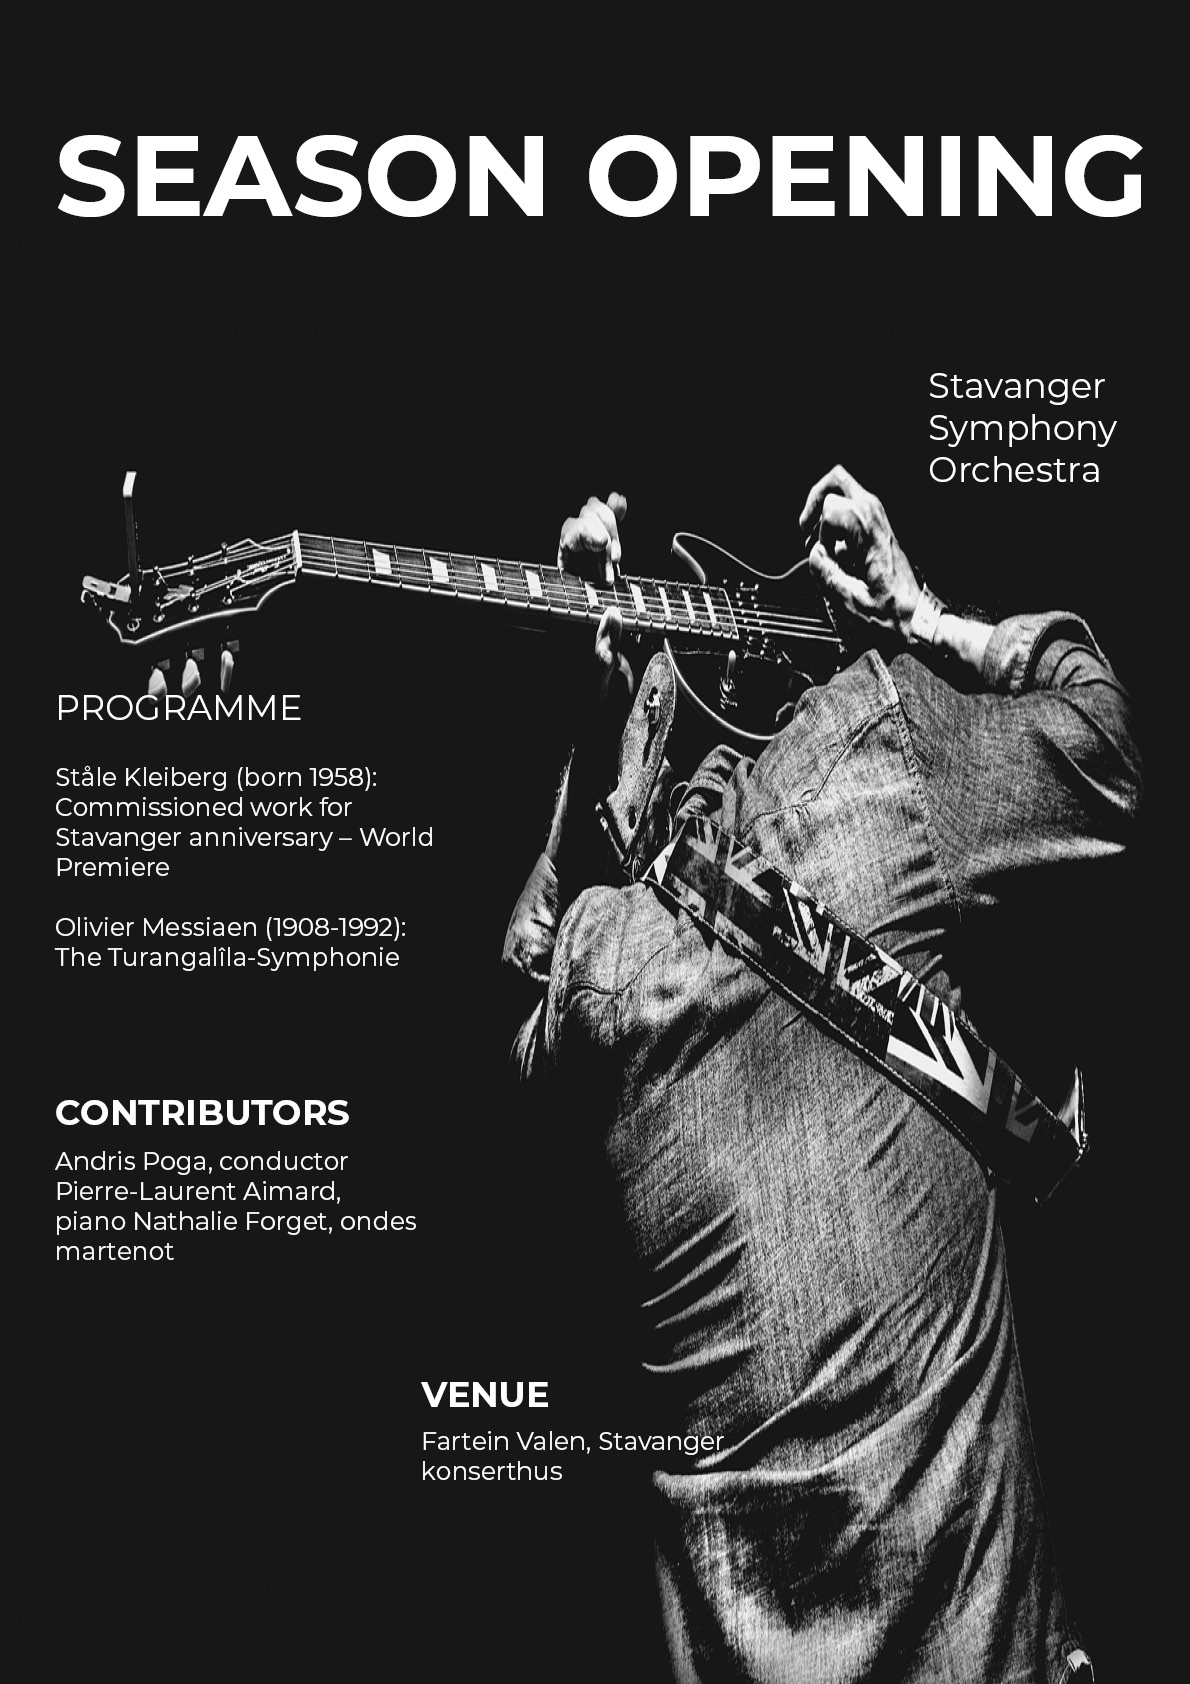 SEASON OPENING
Stavanger
Symphony
Orchestra
PROGRAMME
Ståle Kleiberg (born 1958):
Commissioned work for
Stavanger anniversary – World
Premiere
Olivier Messiaen (1908-1992):
The Turangalîla-Symphonie
CONTRIBUTORS
Andris Poga, conductor
Pierre-Laurent Aimard,
piano Nathalie Forget, ondes
martenot
VENUE
Fartein Valen, Stavanger
konserthus